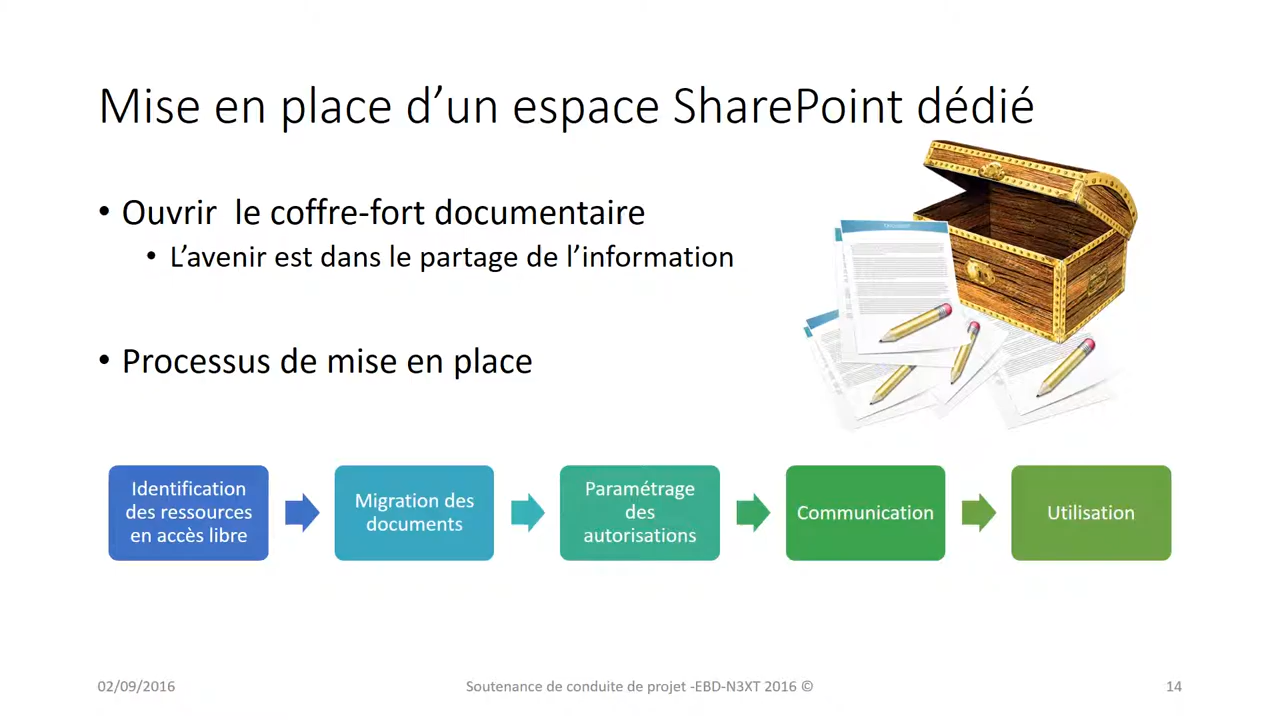 Mise en place d’un espace SharePoint dédié
• Ouvrir le coffre-fort documentaire
• L’avenir est dans le partage de l’information
• Processus de mise en place
Identification
des ressources
en accès libre
Migration des
documents
Paramétrage
des
autorisations
Communication
Utilisation
02/09/2016
Soutenance de conduite de projet -EBD-N3XT 2016 ©
14